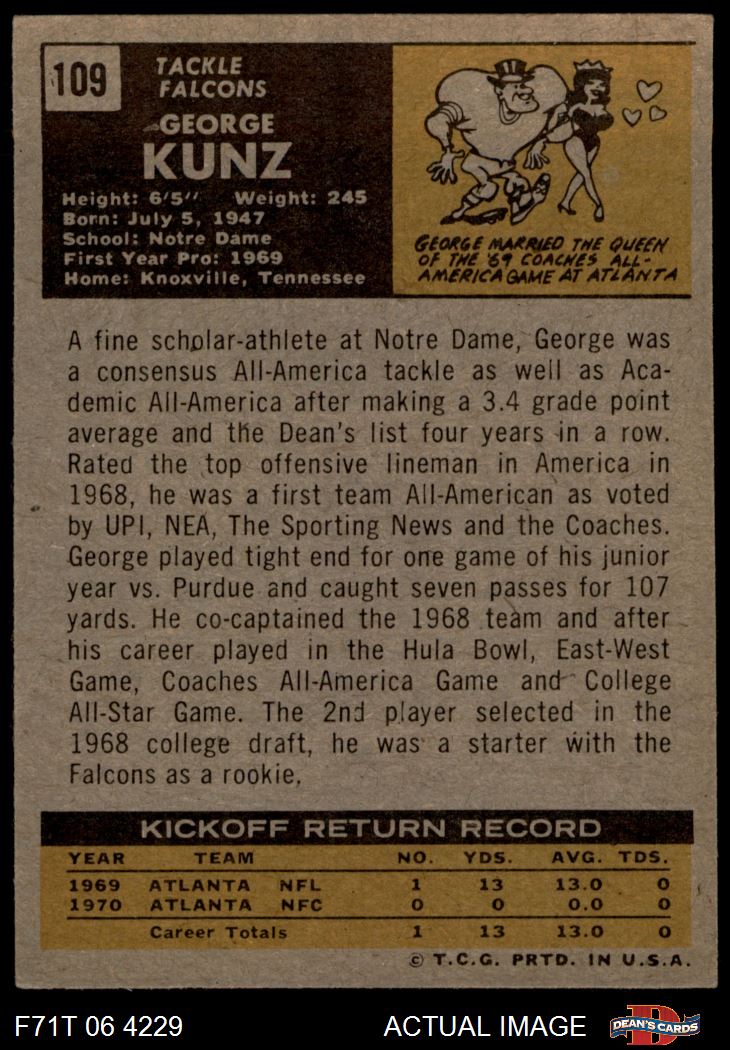 109
TACKLE
FALCONS
GEORGE
KUNZ
Height: 6'5" Weight: 245
Born: July 5, 1947
School: Notre Dame
First Year Pro: 1969
Home: Knoxville, Tennessee
GEORGE MARRIED THE QUEEN
OF THE '69 COACHES ALL-
AMERICA GAME AT ATLANTA
A fine scholar-athlete at Notre Dame, George was
a consensus All-America tackle as well as Aca-
demic All-America after making a 3.4 grade point
average and the Dean's list four years in a row.
Rated the top offensive lineman in America in
1968, he was a first team All-American as voted
by UPI, NEA, The Sporting News and the Coaches.
George played tight end for one game of his junior
year vs. Purdue and caught seven passes for 107
yards. He co-captained the 1968 team and after
his career played in the Hula Bowl, East-West
Game, Coaches All-America Game and College
All-Star Game. The 2nd player selected in the
1968 college draft, he was a starter with the
Falcons as a rookie.
KICKOFF RETURN RECORD
YEAR TEAM NO. YDS. AVG. TDS.
1969 ATLANTA NFL 1 13 13.0 0
1970 ATLANTA NFC 0 0 0.0 0
Career Totals 1 13 13.0 0
© T.C.G. PRTD. IN U.S.A.
F71T 06 4229 ACTUAL IMAGE
D
DEAN'S CARDS